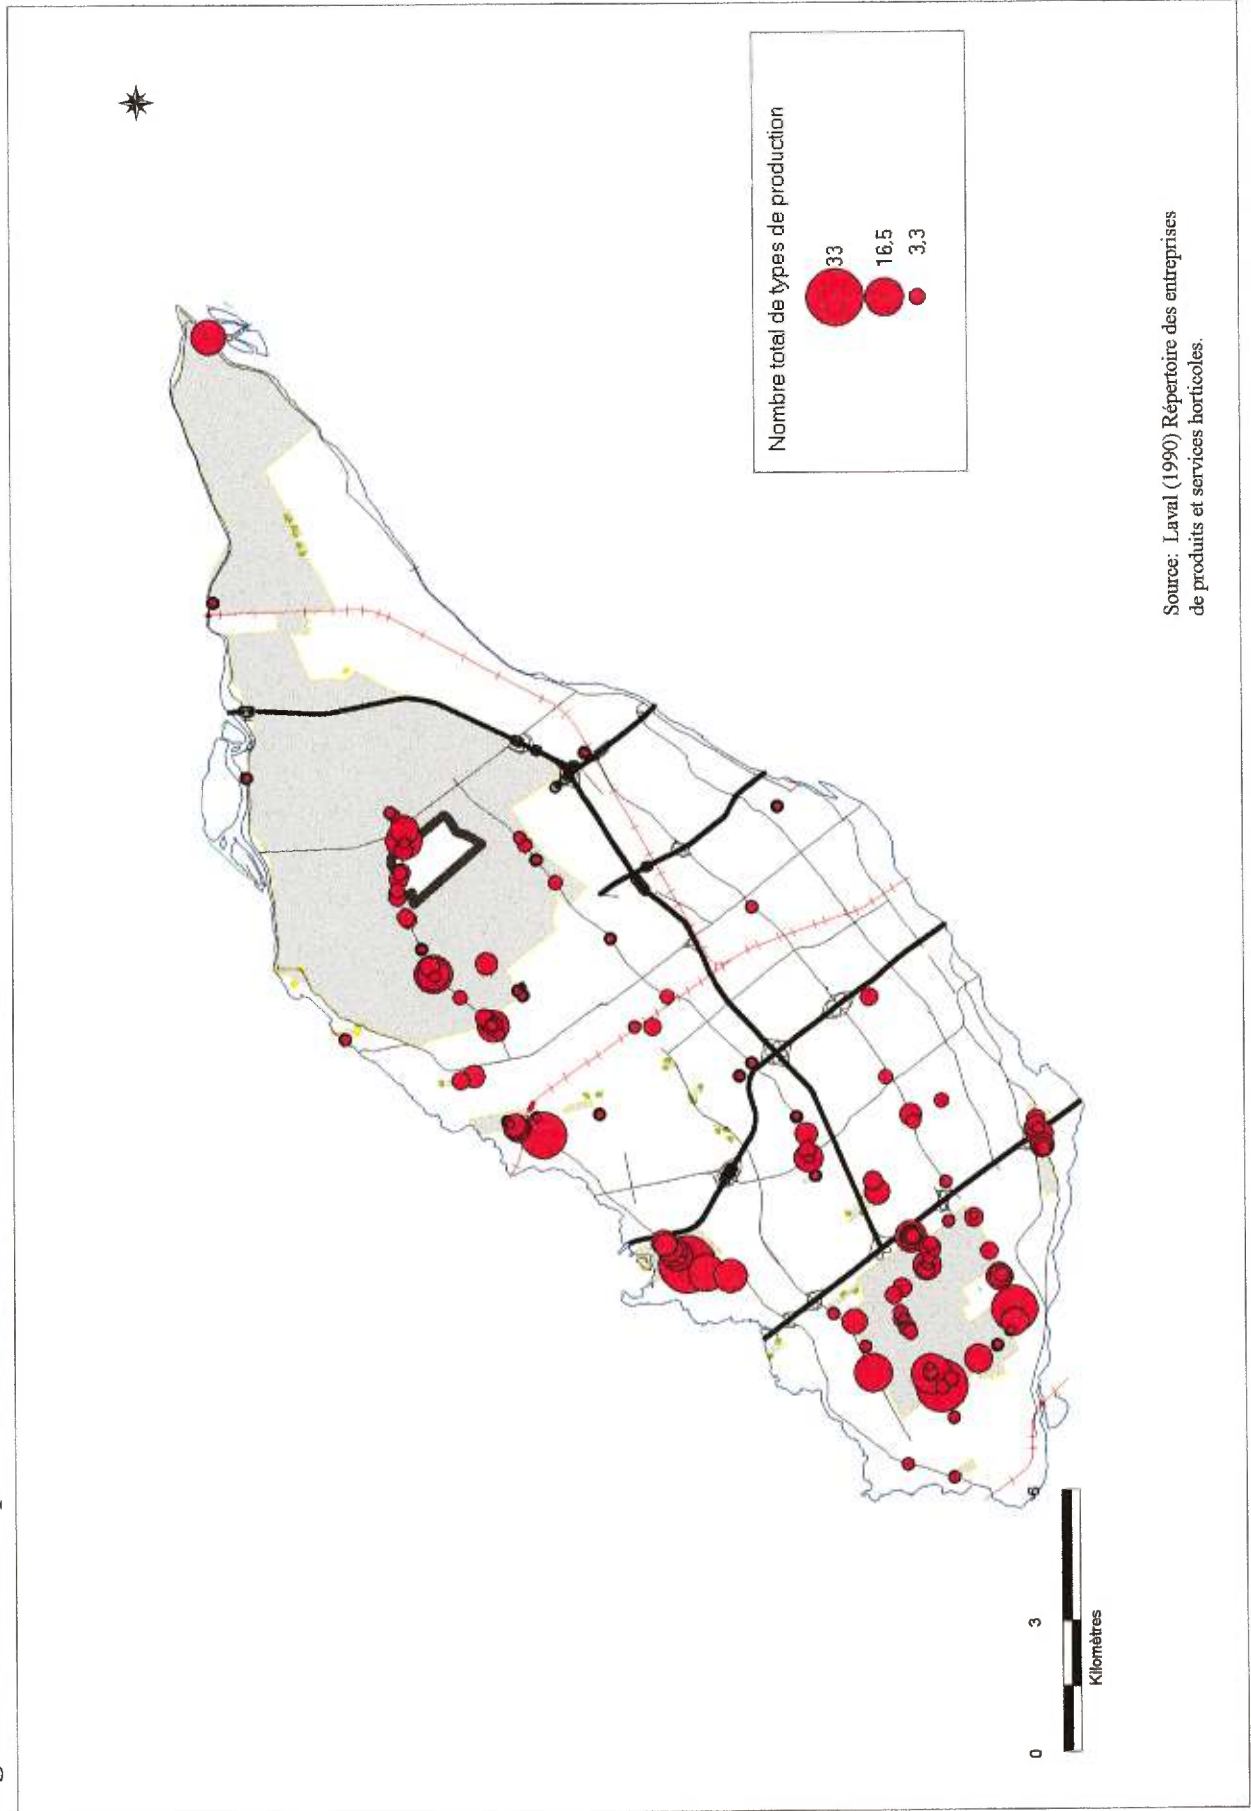 Nombre total de types de production
33
16,5
3,3
0
3
6
Kilomètres
Source: Laval (1990) Répertoire des entreprises
de produits et services horticoles.